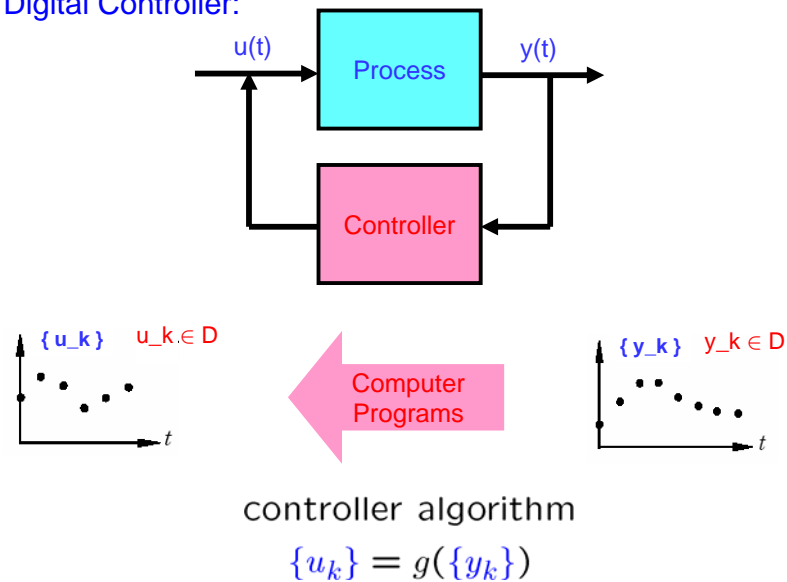 Digital Controller:
u(t)
Process
y(t)
Controller
{ u_k } u_k ∈ D
{ y_k } y_k ∈ D
Computer
Programs
t
t
controller algorithm
{u_k} = g({y_k})